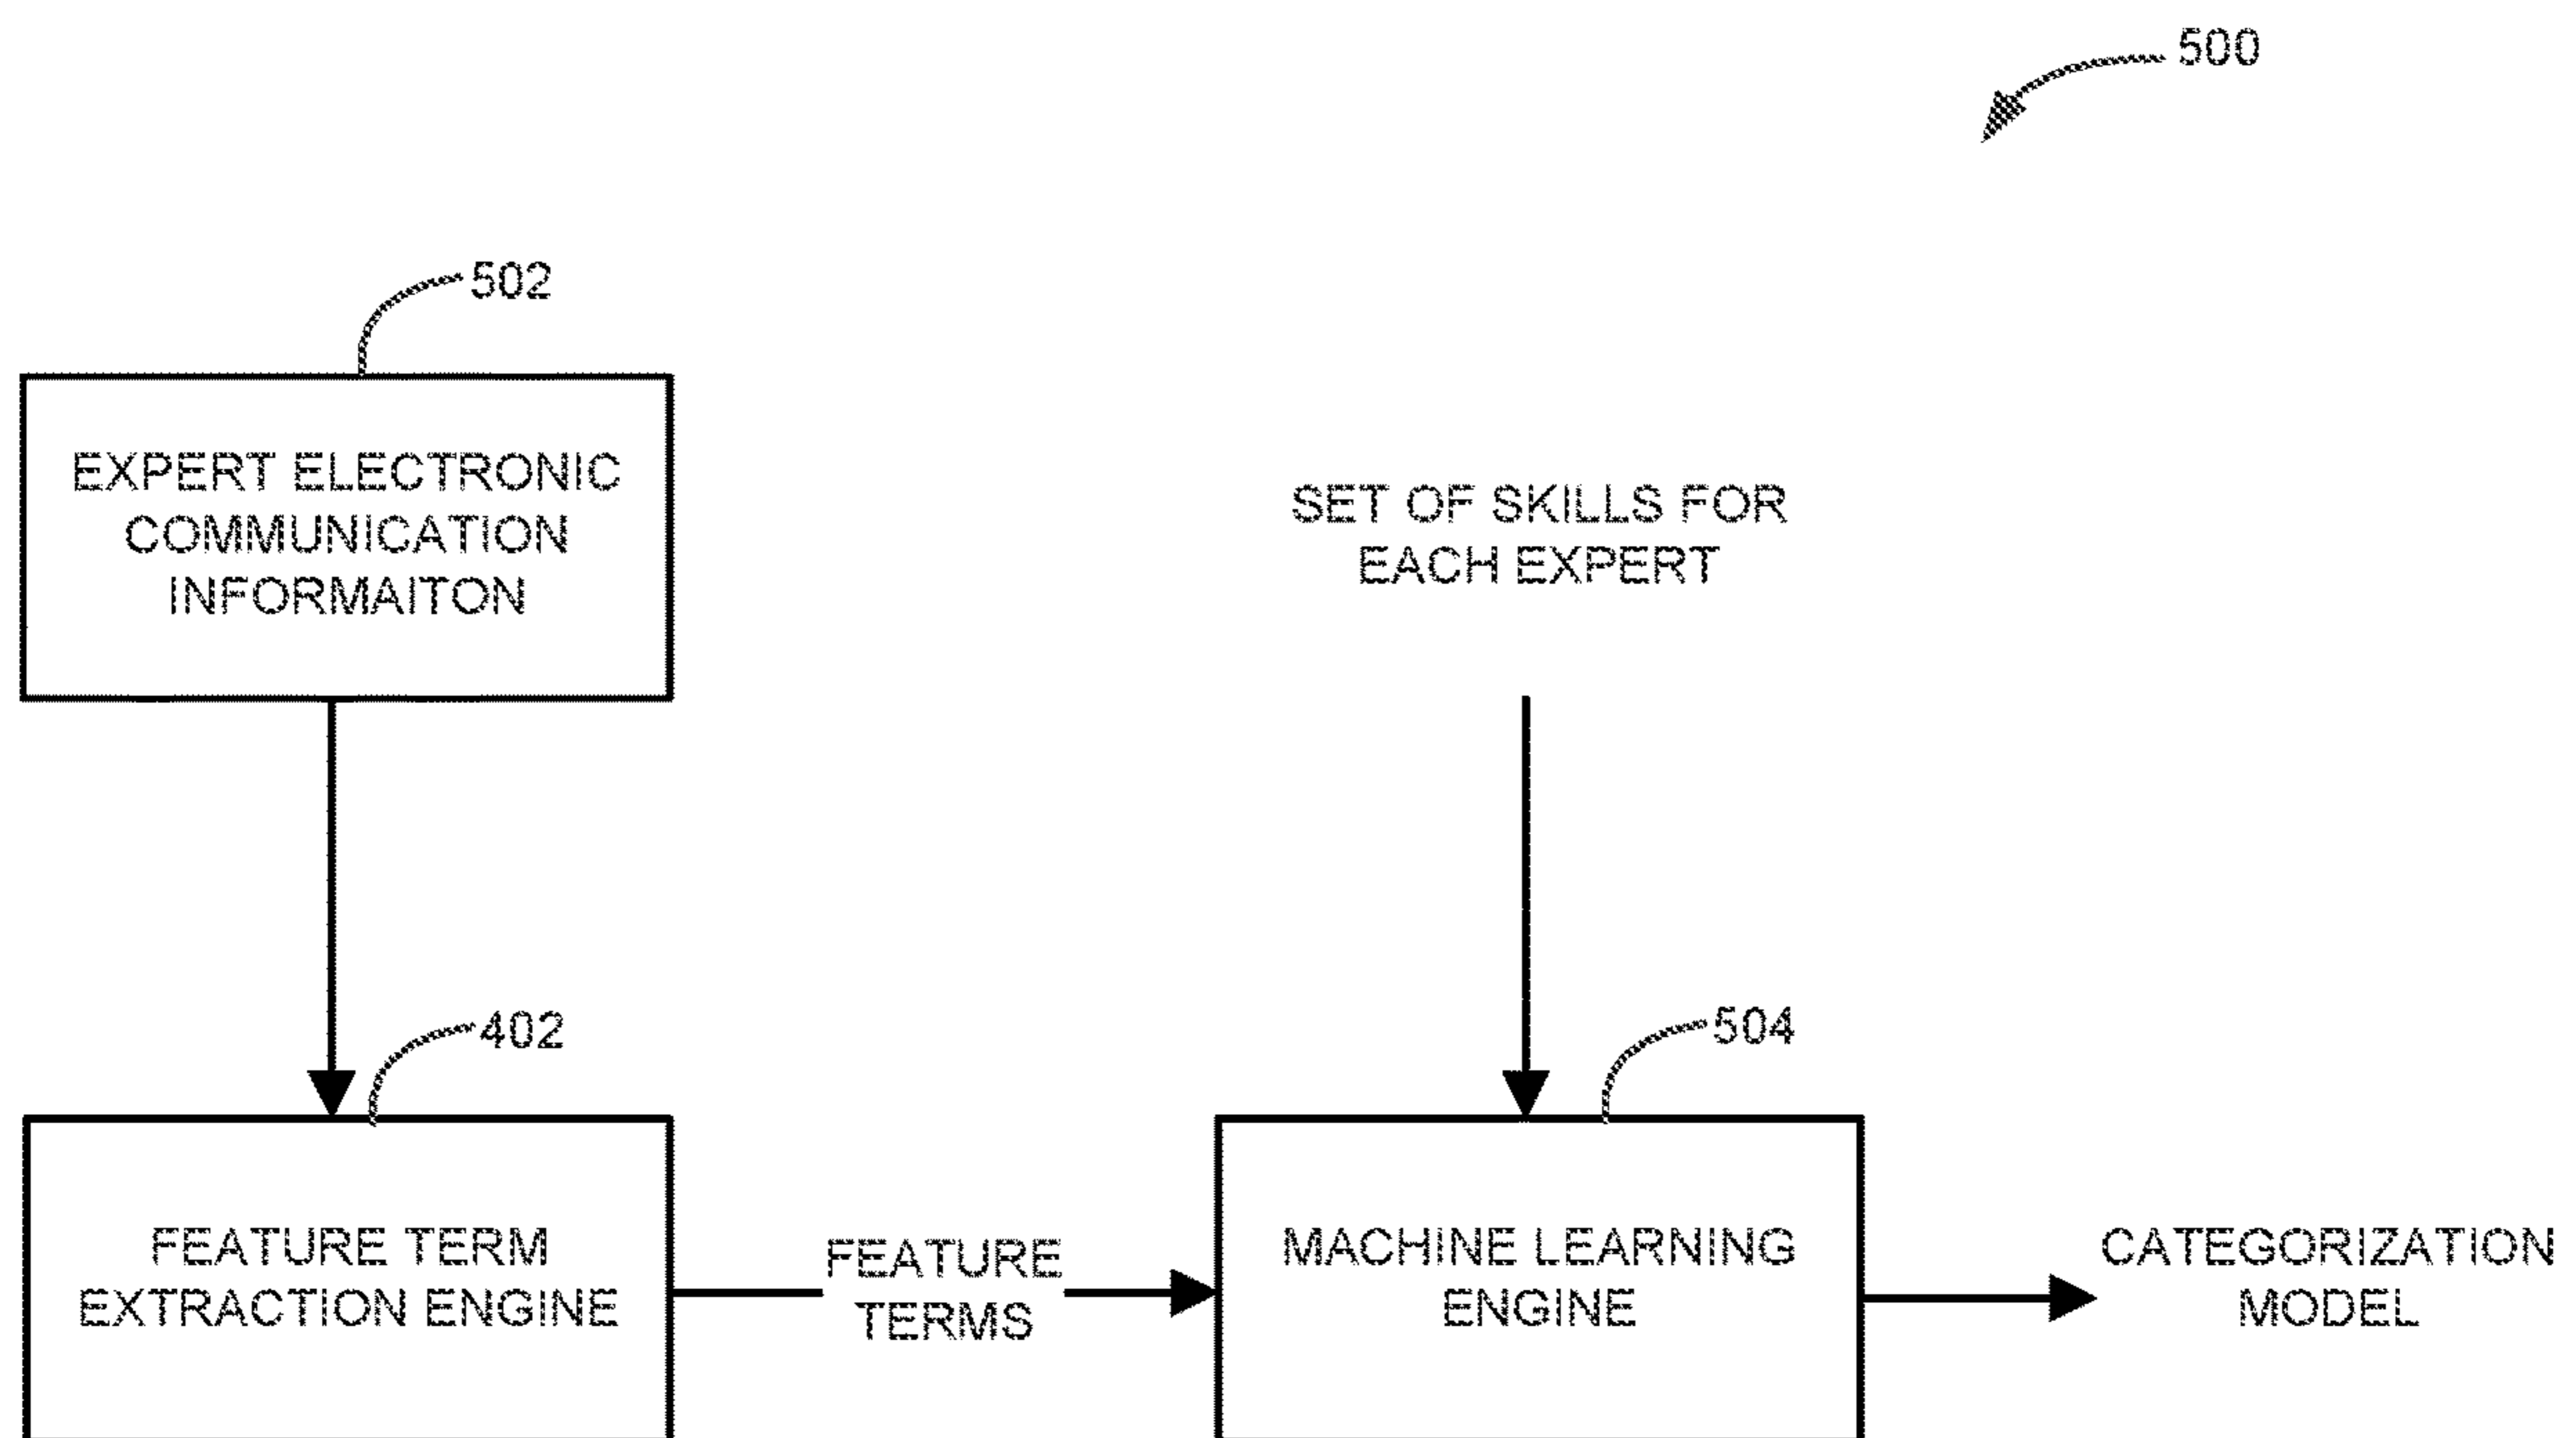 500
502
EXPERT ELECTRONIC
COMMUNICATION
INFORMAITON
SET OF SKILLS FOR
EACH EXPERT
402
504
FEATURE TERM
EXTRACTION ENGINE
FEATURE
TERMS
MACHINE LEARNING
ENGINE
CATEGORIZATION
MODEL